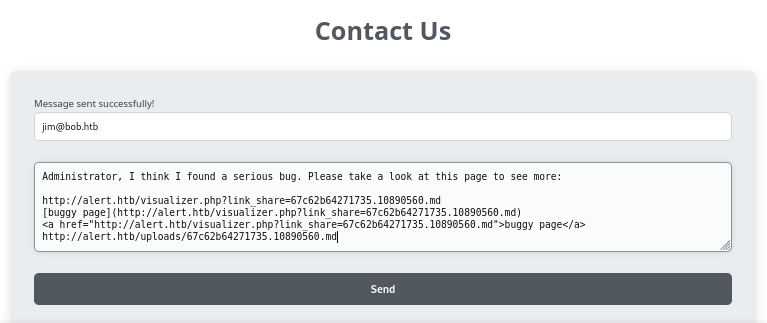 Contact Us
Message sent successfully!
jim@bob.htb
Administrator, I think I found a serious bug. Please take a look at this page to see more:
http://alert.htb/visualizer.php?link_share=67c62b64271735.10890560.md
[buggy page](http://alert.htb/visualizer.php?link_share=67c62b64271735.10890560.md)
<a href="http://alert.htb/visualizer.php?link_share=67c62b64271735.10890560.md">buggy page</a>
http://alert.htb/uploads/67c62b64271735.10890560.md
Send